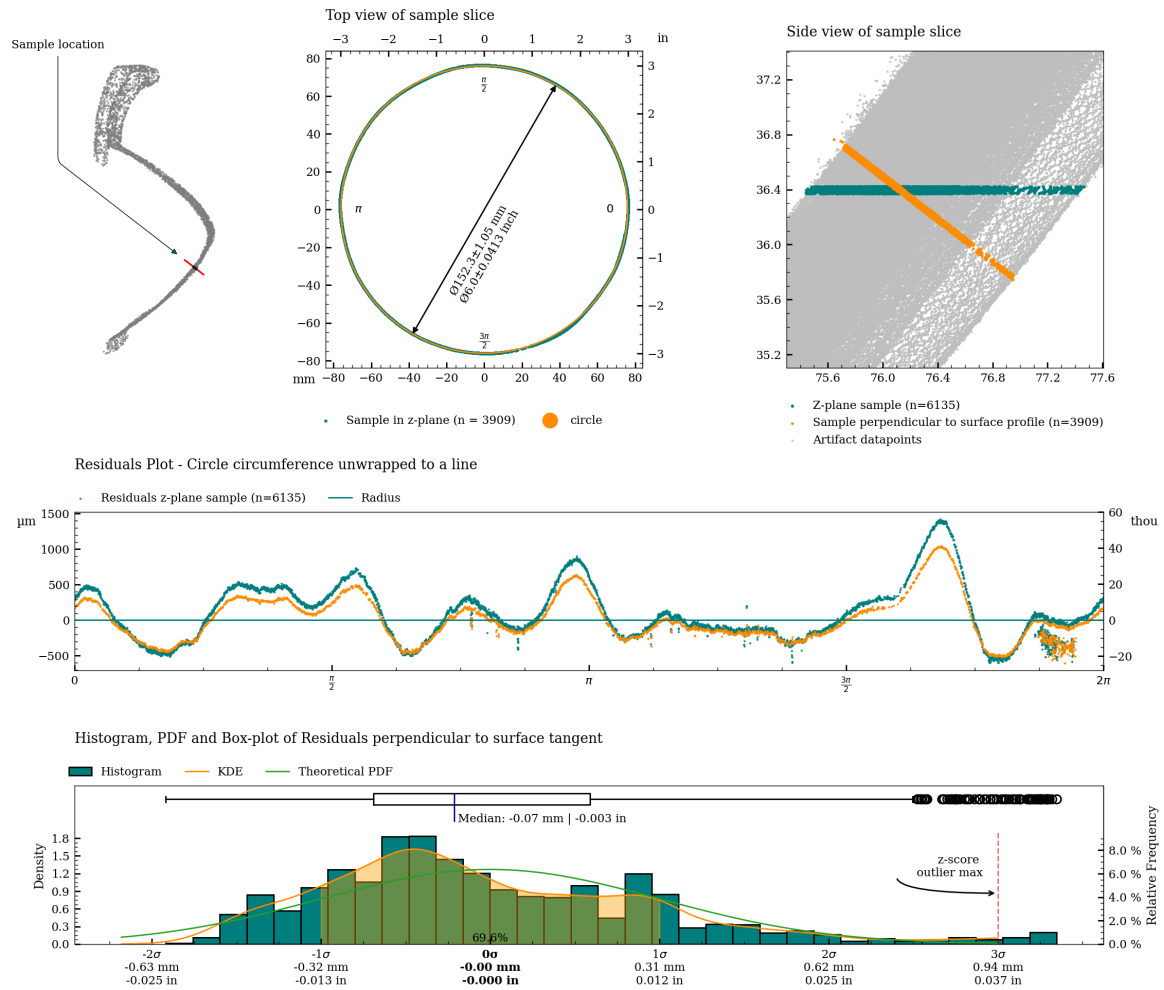 Sample location
Top view of sample slice
−3 −2 −1 0 1 2 3 in
80
60
40
20
0
−20
−40
−60
−80
3
2
1
0
−1
−2
−3
π/2
π
0
3π/2
Ø152.3±1.05 mm
Ø6.0±0.0413 inch
mm −80 −60 −40 −20 0 20 40 60 80
Sample in z-plane (n = 3909) circle
Side view of sample slice
37.2
36.8
36.4
36.0
35.6
35.2
75.6 76.0 76.4 76.8 77.2 77.6
Z-plane sample (n=6135)
Sample perpendicular to surface profile (n=3909)
Artifact datapoints
Residuals Plot - Circle circumference unwrapped to a line
Residuals z-plane sample (n=6135) Radius
µm
1500
1000
500
0
−500
60 thou
40
20
0
−20
0 π/2 π 3π/2 2π
Histogram, PDF and Box-plot of Residuals perpendicular to surface tangent
Histogram KDE Theoretical PDF
Median: -0.07 mm | -0.003 in
Density
1.8
1.5
1.2
0.9
0.6
0.3
0.0
z-score
outlier max
8.0 %
6.0 %
4.0 %
2.0 %
0.0 %
Relative Frequency
69.6%
-2σ -1σ 0σ 1σ 2σ 3σ
-0.63 mm -0.32 mm -0.00 mm 0.31 mm 0.62 mm 0.94 mm
-0.025 in -0.013 in -0.000 in 0.012 in 0.025 in 0.037 in